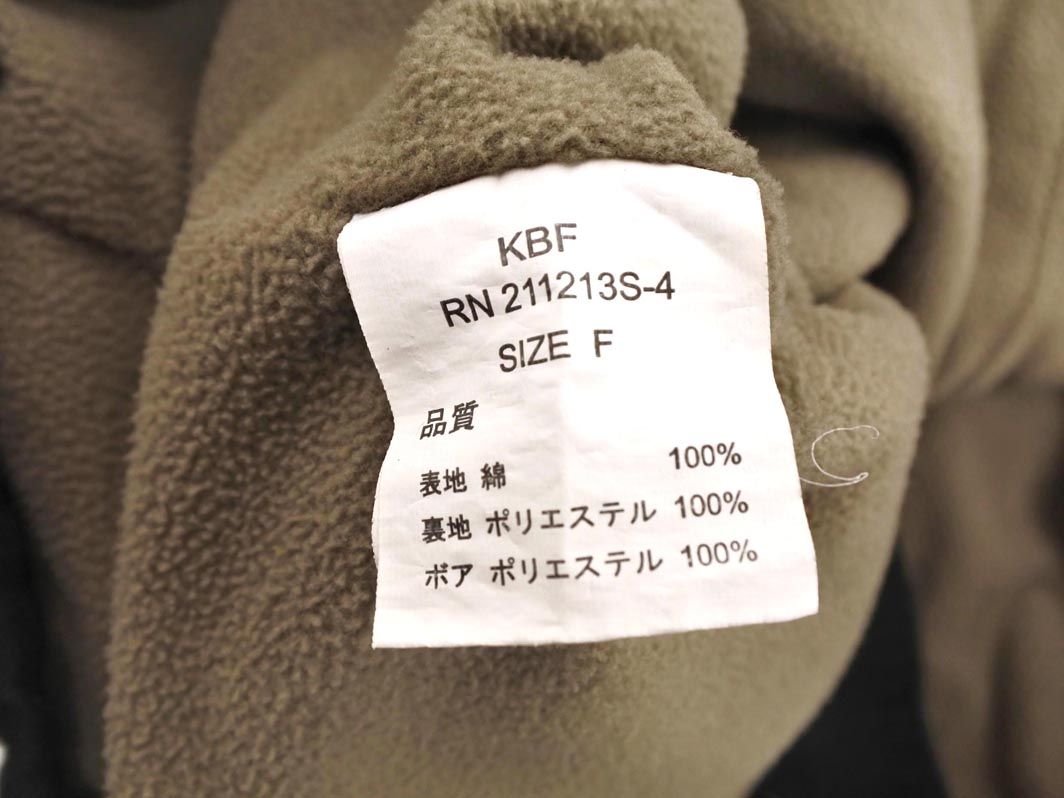 KBF
RN 211213S-4
SIZE F
品質
表地 綿 100%
裏地 ポリエステル 100%
ボア ポリエステル 100%